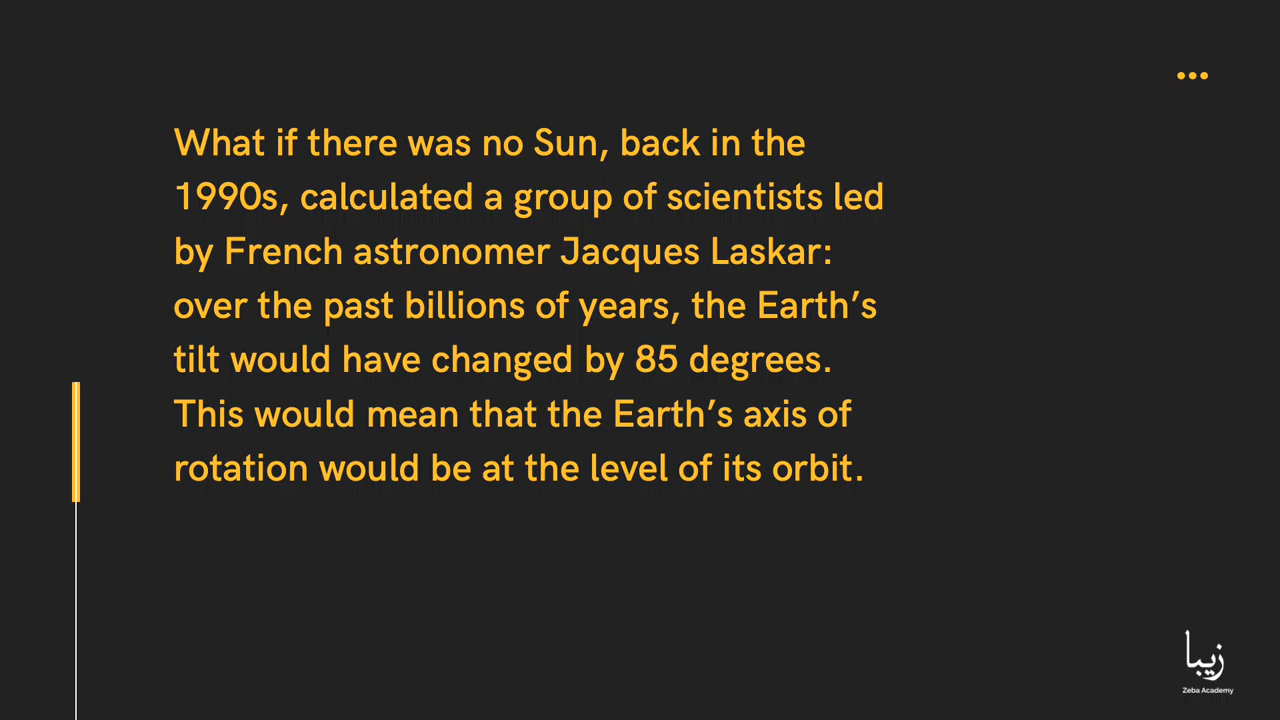 What if there was no Sun, back in the
1990s, calculated a group of scientists led
by French astronomer Jacques Laskar:
over the past billions of years, the Earth’s
tilt would have changed by 85 degrees.
This would mean that the Earth’s axis of
rotation would be at the level of its orbit.
زيبا
Zeba Academy